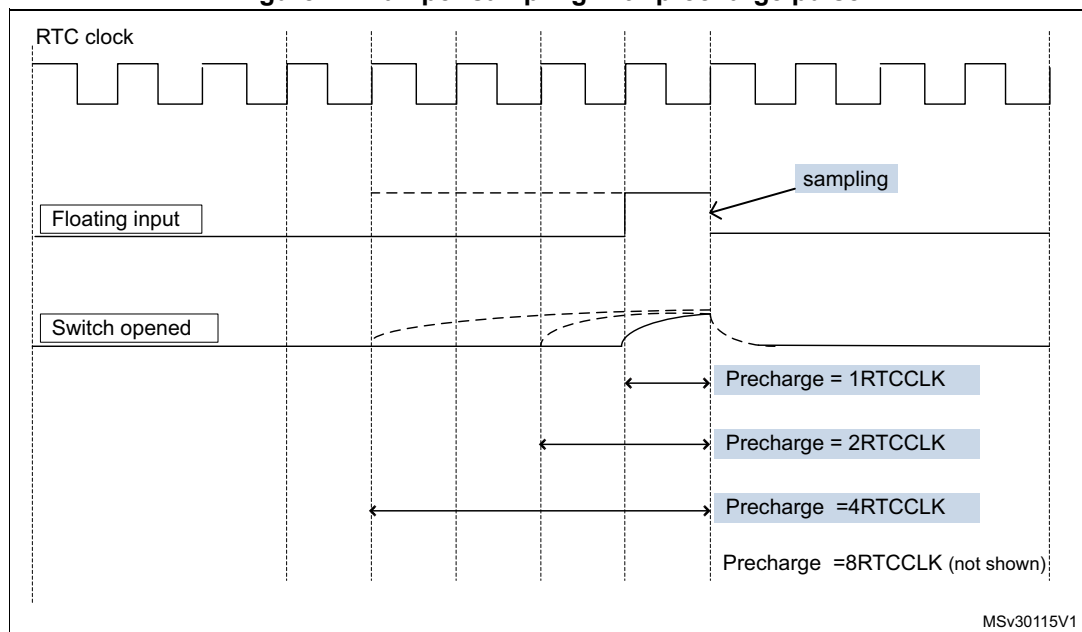 RTC clock
sampling
Floating input
Switch opened
Precharge = 1RTCCLK
Precharge = 2RTCCLK
Precharge =4RTCCLK
Precharge =8RTCCLK (not shown)
MSv30115V1